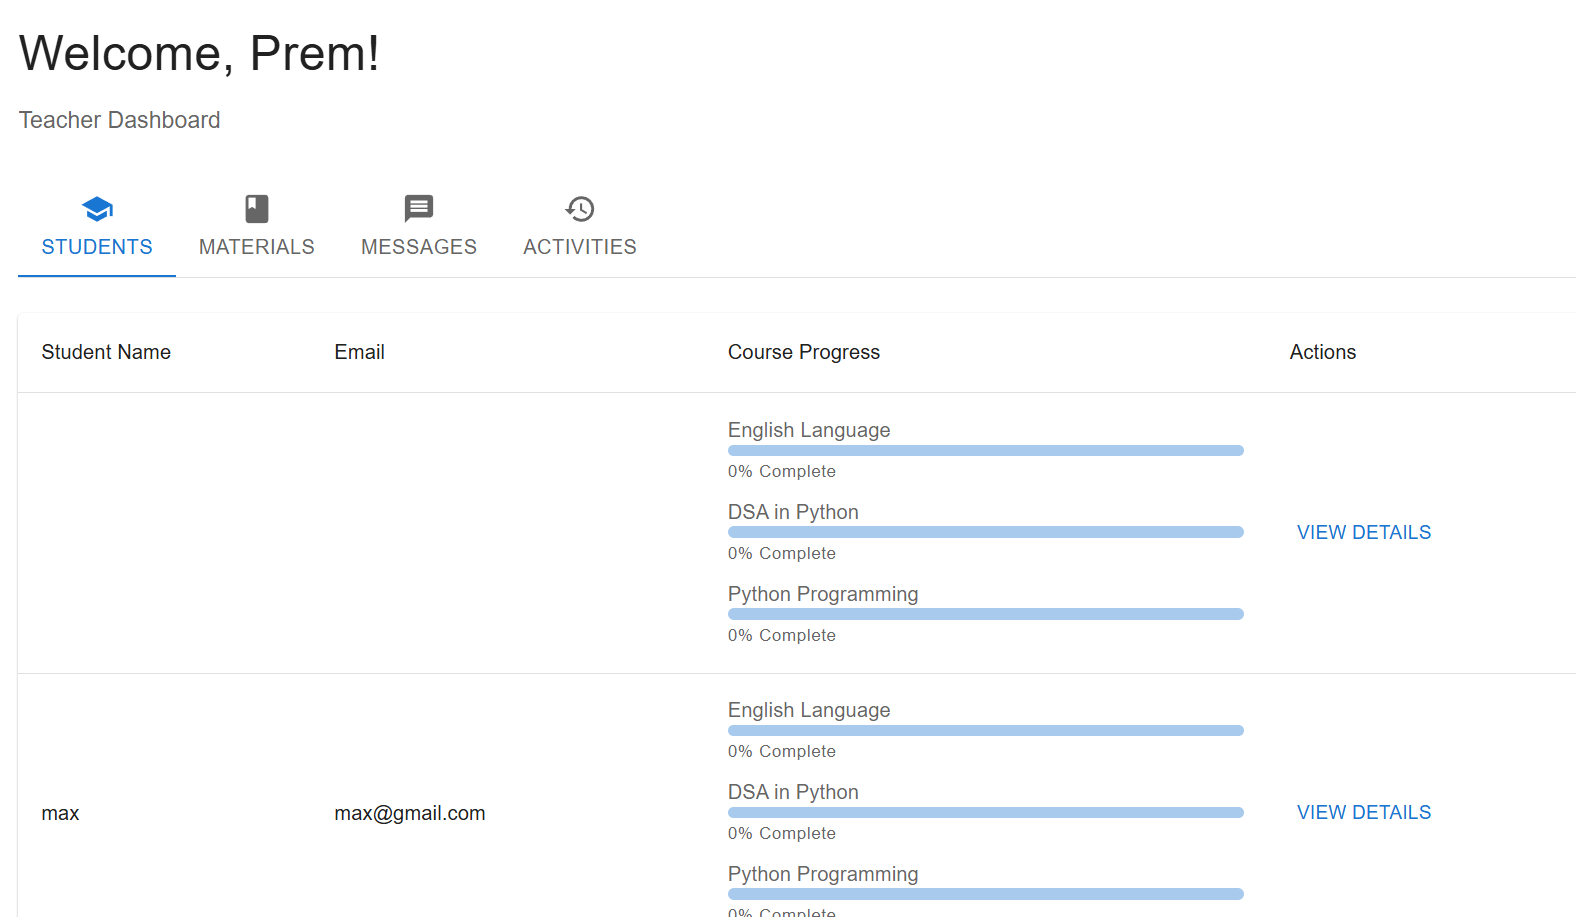 Welcome, Prem!
Teacher Dashboard
STUDENTS MATERIALS MESSAGES ACTIVITIES
Student Name Email Course Progress Actions
English Language
0% Complete
DSA in Python
0% Complete
VIEW DETAILS
Python Programming
0% Complete
English Language
0% Complete
DSA in Python
max max@gmail.com VIEW DETAILS
0% Complete
Python Programming
0% Complete